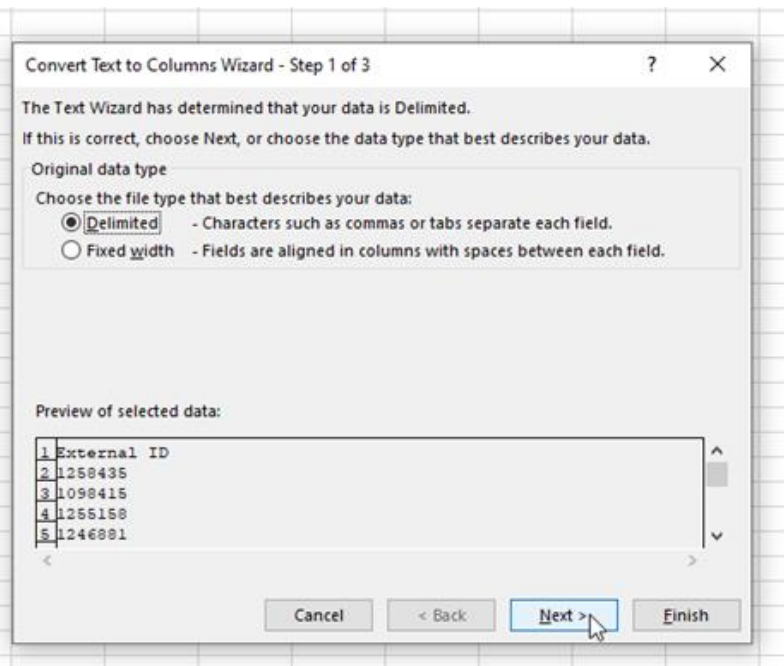 Convert Text to Columns Wizard - Step 1 of 3
The Text Wizard has determined that your data is Delimited.
If this is correct, choose Next, or choose the data type that best describes your data.
Original data type
Choose the file type that best describes your data:
Delimited - Characters such as commas or tabs separate each field.
Fixed width - Fields are aligned in columns with spaces between each field.
Preview of selected data:
1 External ID
2 1258435
3 1098415
4 1255158
5 1246881
Cancel < Back Next > Finish